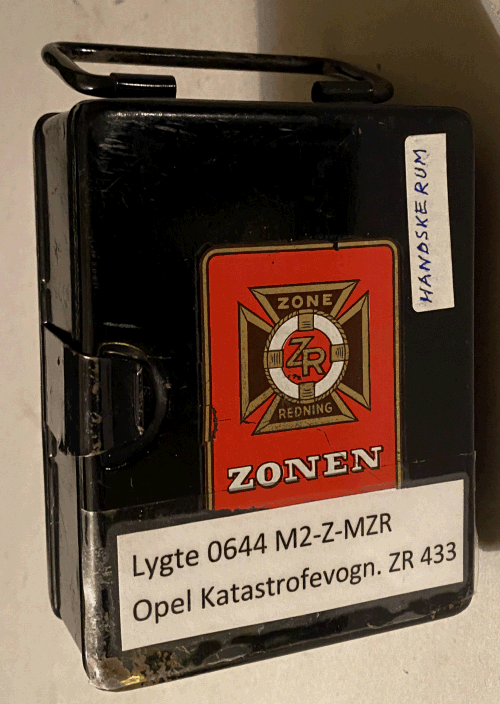 HANDSKERUM
ZONE
ZR
REDNING
ZONEN
Lygte 0644 M2-Z-MZR
Opel Katastrofevogn. ZR 433